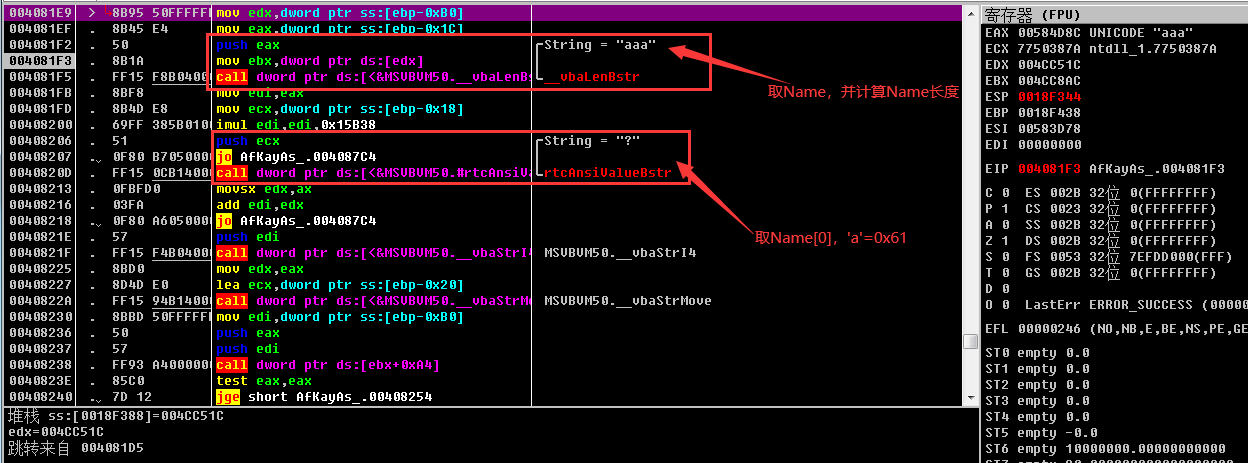 004081E9 > 8B95 50FFFFFF mov edx,dword ptr ss:[ebp-0xB0]
004081EF . 8B45 E4 mov eax,dword ptr ss:[ebp-0x1C]
004081F2 . 50 push eax String = "aaa"
004081F3 . 8B1A mov ebx,dword ptr ds:[edx]
004081F5 . FF15 F8B0400 call dword ptr ds:[<&MSVBVM50.__vbaLenBs __vbaLenBstr
004081FB . 8BF8 mov edi,eax
004081FD . 8B4D E8 mov ecx,dword ptr ss:[ebp-0x18]
00408200 . 69FF 385B0100 imul edi,edi,0x15B38
00408206 . 51 push ecx String = "?"
00408207 . 0F80 B7050000 jo AfKayAs_.004087C4
0040820D . FF15 0CB14000 call dword ptr ds:[<&MSVBVM50.#rtcAnsiVa rtcAnsiValueBstr
00408213 . 0FBFD0 movsx edx,ax
00408216 . 03FA add edi,edx
00408218 . 0F80 A6050000 jo AfKayAs_.004087C4
0040821E . 57 push edi
0040821F . FF15 F4B04000 call dword ptr ds:[<&MSVBVM50.__vbaStrI4 MSVBVM50.__vbaStrI4
00408225 . 8BD0 mov edx,eax
00408227 . 8D4D E0 lea ecx,dword ptr ss:[ebp-0x20]
0040822A . FF15 94B14000 call dword ptr ds:[<&MSVBVM50.__vbaStrMo MSVBVM50.__vbaStrMove
00408230 . 8BBD 50FFFFFF mov edi,dword ptr ss:[ebp-0xB0]
00408236 . 50 push eax
00408237 . 57 push edi
00408238 . FF93 A4000000 call dword ptr ds:[ebx+0xA4]
0040823E . 85C0 test eax,eax
00408240 . 7D 12 jge short AfKayAs_.00408254
取Name，并计算Name长度
取Name[0]，'a'=0x61
堆栈 ss:[0018F388]=004CC51C
edx=004CC51C
跳转来自 004081D5
寄存器 (FPU)
EAX 00584D8C UNICODE "aaa"
ECX 7750387A ntdll_1.7750387A
EDX 004CC51C
EBX 004CC8AC
ESP 0018F344
EBP 0018F438
ESI 00583D78
EDI 00000000
EIP 004081F3 AfKayAs_.004081F3
C 0 ES 002B 32位 0(FFFFFFFF)
P 1 CS 0023 32位 0(FFFFFFFF)
A 0 SS 002B 32位 0(FFFFFFFF)
Z 1 DS 002B 32位 0(FFFFFFFF)
S 0 FS 0053 32位 7EFDD000(FFF)
T 0 GS 002B 32位 0(FFFFFFFF)
D 0
O 0 LastErr ERROR_SUCCESS (00000
EFL 00000246 (NO,NB,E,BE,NS,PE,GE
ST0 empty 0.0
ST1 empty 0.0
ST2 empty 0.0
ST3 empty 0.0
ST4 empty 0.0
ST5 empty -0.0
ST6 empty 10000000.00000000000